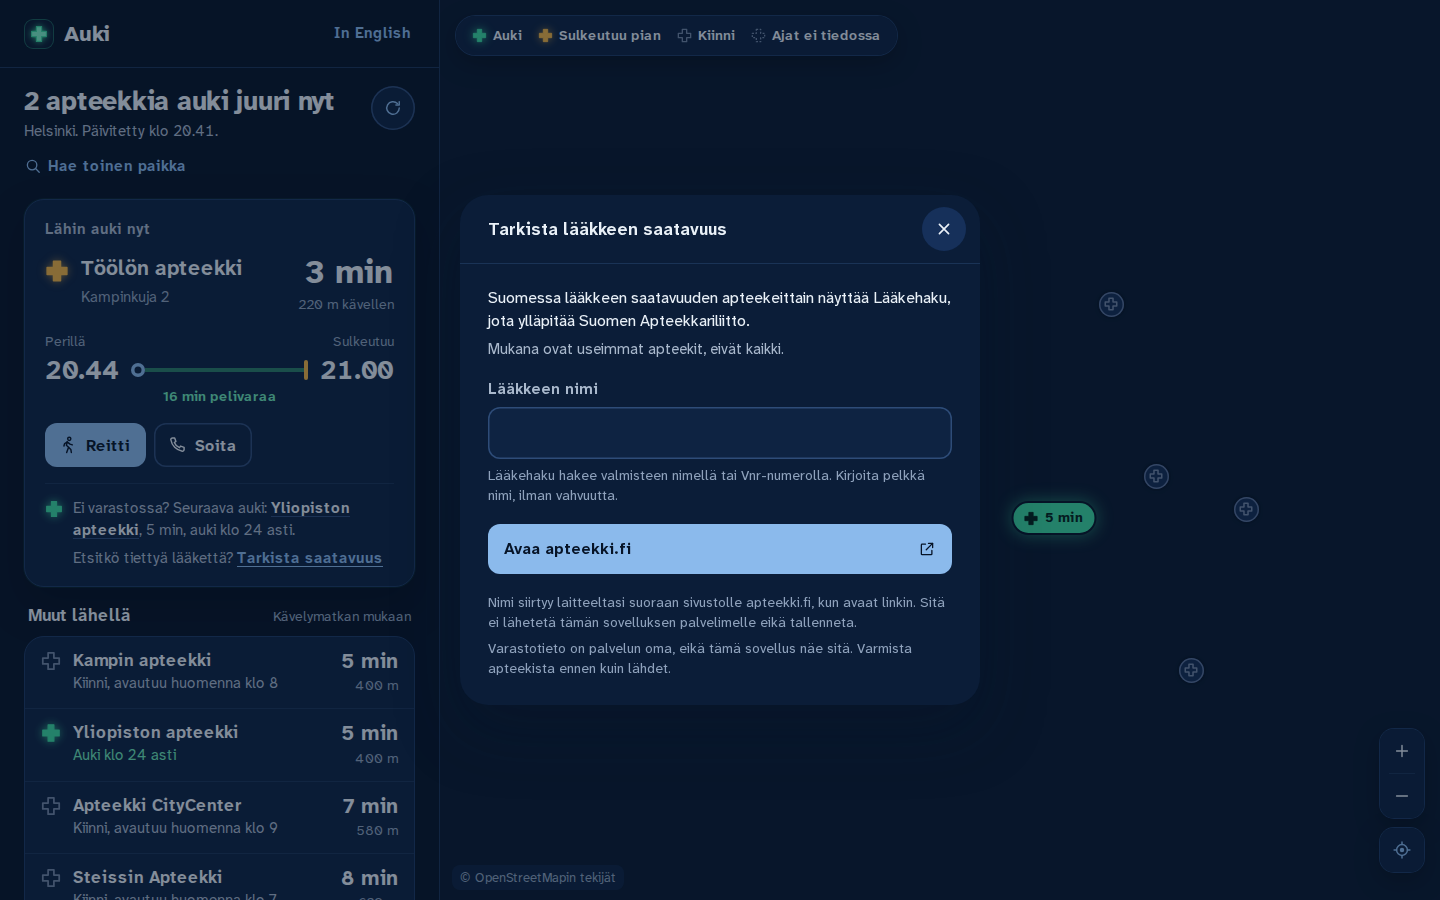 Auki
In English
2 apteekkia auki juuri nyt
Helsinki. Päivitetty klo 20.41.
Hae toinen paikka
Lähin auki nyt
Töölön apteekki
3 min
Kampinkuja 2
220 m kävellen
Perillä
Sulkeutuu
20.44
21.00
16 min pelivaraa
Reitti
Soita
Ei varastossa? Seuraava auki: Yliopiston
apteekki, 5 min, auki klo 24 asti.
Etsitkö tiettyä lääkettä? Tarkista saatavuus
Muut lähellä
Kävelymatkan mukaan
Kampin apteekki
5 min
Kiinni, avautuu huomenna klo 8
400 m
Yliopiston apteekki
5 min
Auki klo 24 asti
400 m
Apteekki CityCenter
7 min
Kiinni, avautuu huomenna klo 9
580 m
Steissin Apteekki
8 min
Kiinni, avautuu huomenna klo 7
Auki
Sulkeutuu pian
Kiinni
Ajat ei tiedossa
Tarkista lääkkeen saatavuus
Suomessa lääkkeen saatavuuden apteekeittain näyttää Lääkehaku,
jota ylläpitää Suomen Apteekkariliitto.
Mukana ovat useimmat apteekit, eivät kaikki.
Lääkkeen nimi
Lääkehaku hakee valmisteen nimellä tai Vnr-numerolla. Kirjoita pelkkä
nimi, ilman vahvuutta.
Avaa apteekki.fi
Nimi siirtyy laitteeltasi suoraan sivustolle apteekki.fi, kun avaat linkin. Sitä
ei lähetetä tämän sovelluksen palvelimelle eikä tallenneta.
Varastotieto on palvelun oma, eikä tämä sovellus näe sitä. Varmista
apteekista ennen kuin lähdet.
5 min
© OpenStreetMapin tekijät